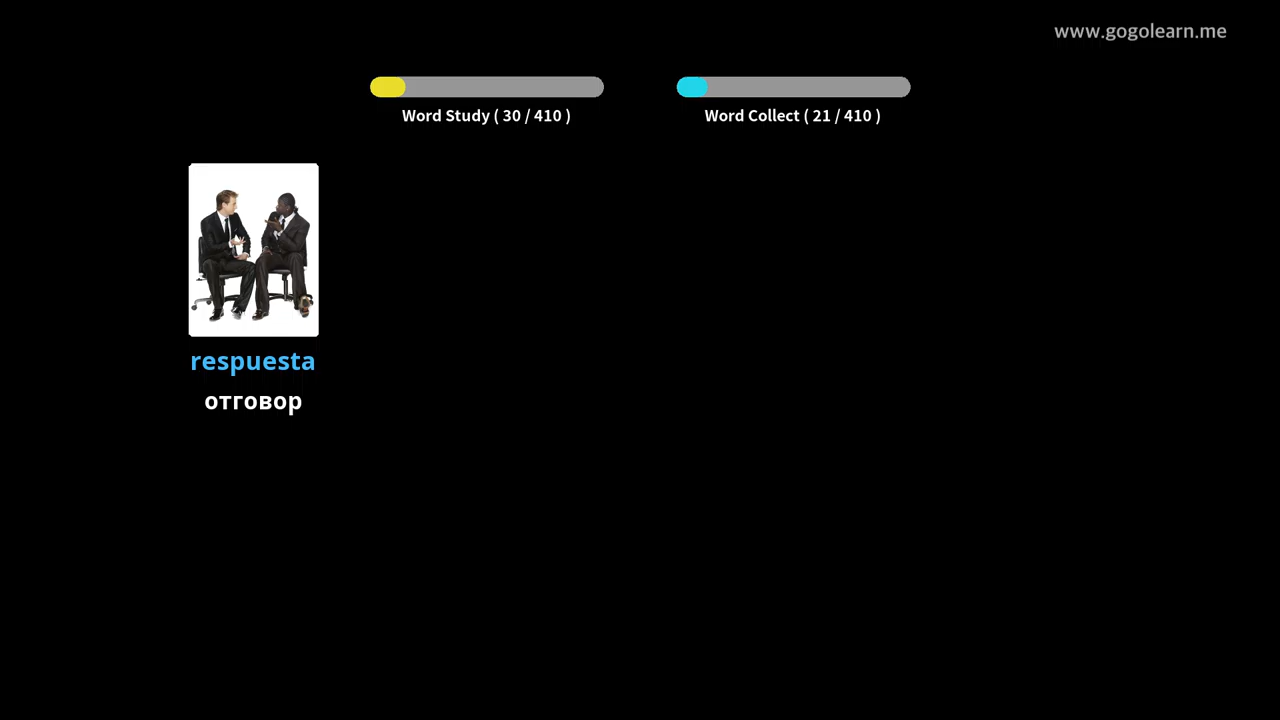 www.gogolearn.me
Word Study ( 30 / 410 )
Word Collect ( 21 / 410 )
respuesta
отговор